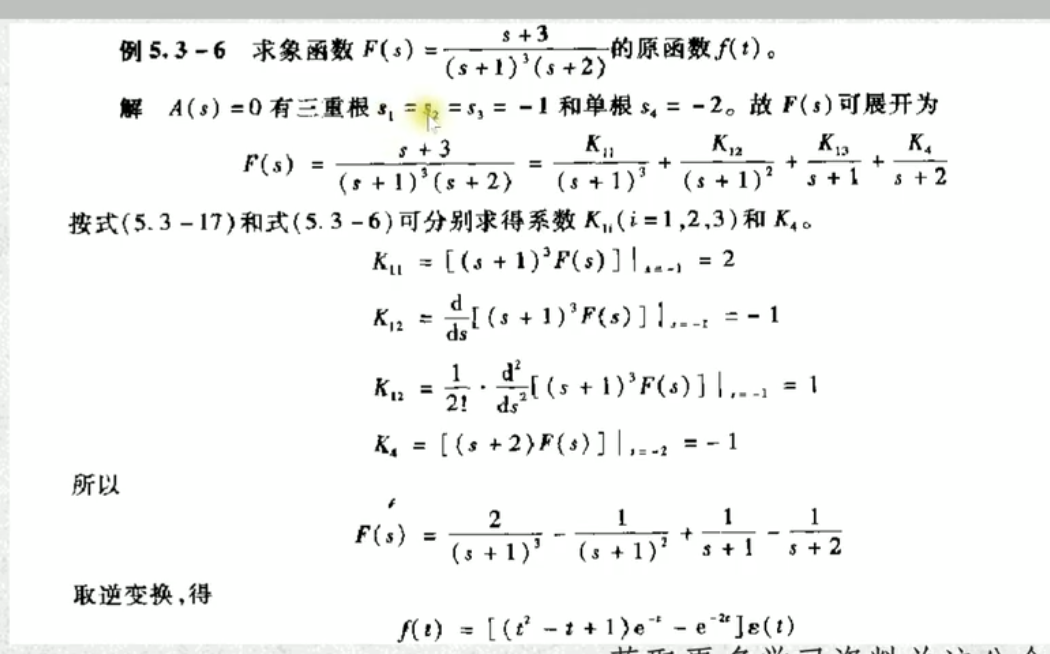 例 5.3-6 求象函数 F(s) = \frac{s+3}{(s+1)^3(s+2)} 的原函数 f(t)。
解 A(s) = 0 有三重根 s_1 = s_2 = s_3 = -1 和单根 s_4 = -2。故 F(s) 可展开为
F(s) = \frac{s+3}{(s+1)^3(s+2)} = \frac{K_{11}}{(s+1)^3} + \frac{K_{12}}{(s+1)^2} + \frac{K_{13}}{s+1} + \frac{K_4}{s+2}
按式(5.3-17)和式(5.3-6)可分别求得系数 K_{1i}(i=1,2,3)和 K_4。
K_{11} = [(s+1)^3F(s)]|_{s=-1} = 2
K_{12} = \frac{d}{ds}[(s+1)^3F(s)]|_{s=-1} = -1
K_{12} = \frac{1}{2!} · \frac{d^2}{ds^2}[(s+1)^3F(s)]|_{s=-1} = 1
K_4 = [(s+2)F(s)]|_{s=-2} = -1
所以
F(s) = \frac{2}{(s+1)^3} - \frac{1}{(s+1)^2} + \frac{1}{s+1} - \frac{1}{s+2}
取逆变换,得
f(t) = [(t^2 - t + 1)e^{-t} - e^{-2t}]ε(t)